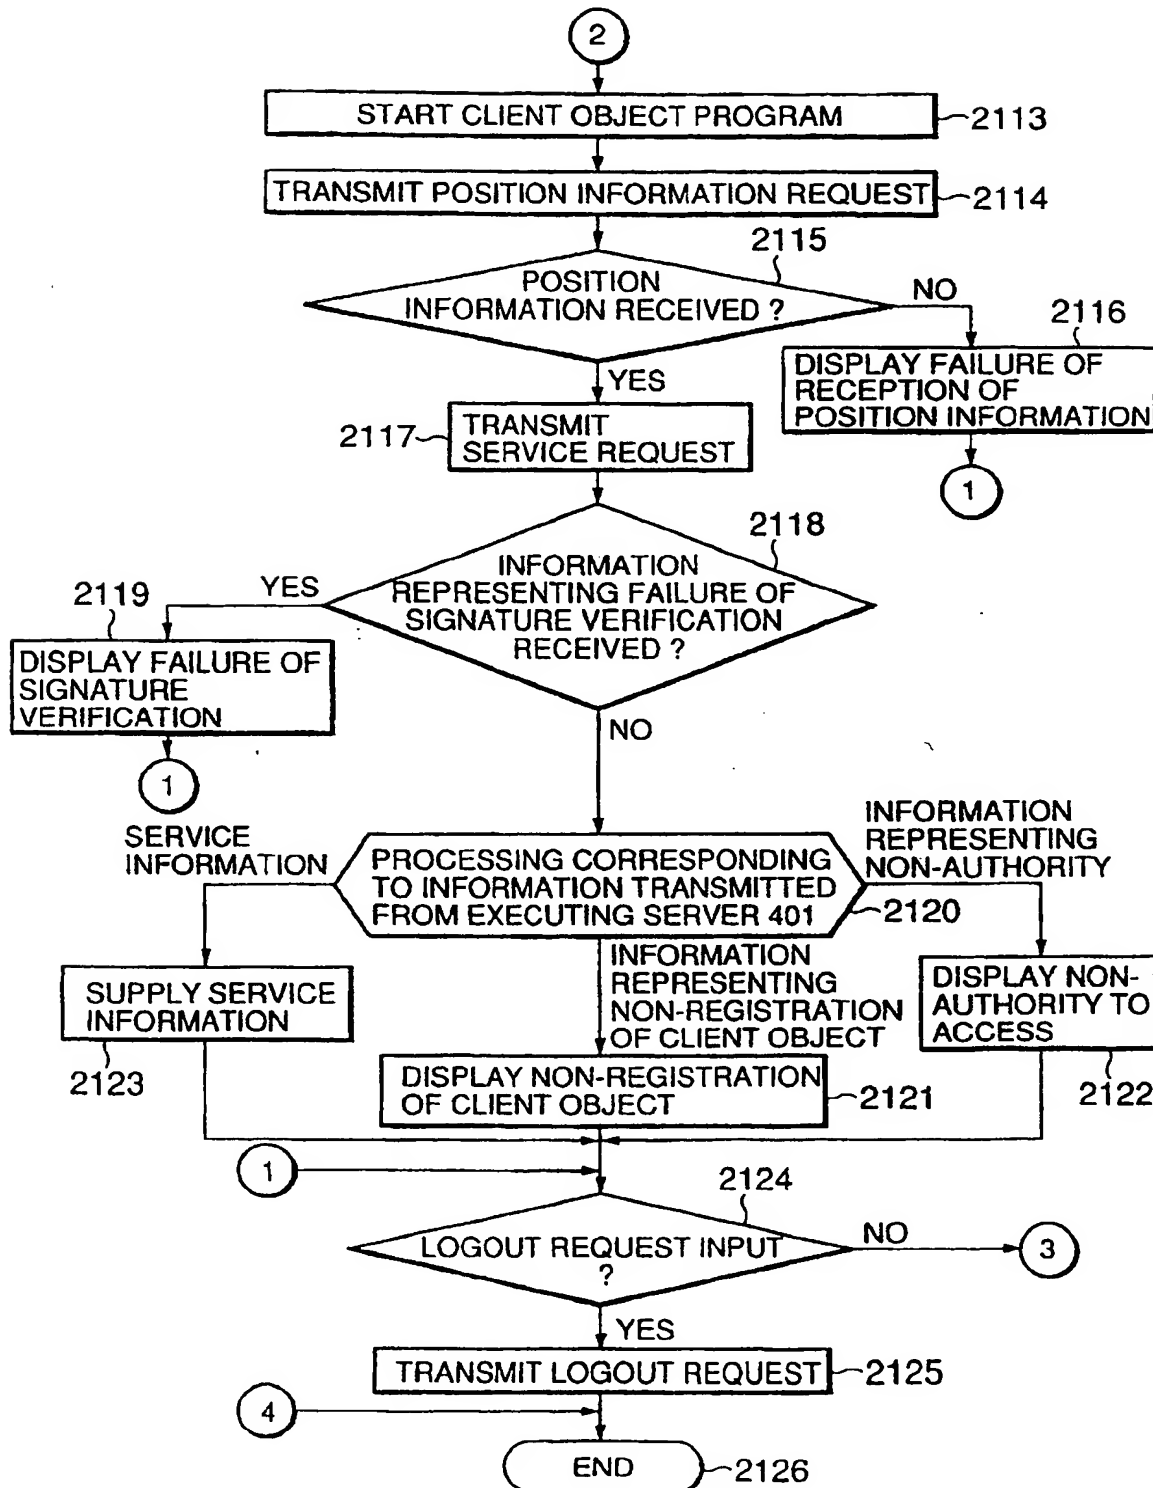 2
START CLIENT OBJECT PROGRAM
2113
TRANSMIT POSITION INFORMATION REQUEST
2114
2115
POSITION
INFORMATION RECEIVED ?
NO
2116
DISPLAY FAILURE OF
RECEPTION OF
POSITION INFORMATION
1
YES
2117
TRANSMIT
SERVICE REQUEST
2118
INFORMATION
REPRESENTING FAILURE OF
SIGNATURE VERIFICATION
RECEIVED ?
YES
2119
DISPLAY FAILURE OF
SIGNATURE
VERIFICATION
1
NO
SERVICE
INFORMATION
PROCESSING CORRESPONDING
TO INFORMATION TRANSMITTED
FROM EXECUTING SERVER 401
2120
INFORMATION
REPRESENTING
NON-AUTHORITY
SUPPLY SERVICE
INFORMATION
2123
INFORMATION
REPRESENTING
NON-REGISTRATION
OF CLIENT OBJECT
DISPLAY NON-
AUTHORITY TO
ACCESS
2122
DISPLAY NON-REGISTRATION
OF CLIENT OBJECT
2121
1
2124
LOGOUT REQUEST INPUT
?
NO
3
YES
TRANSMIT LOGOUT REQUEST
2125
4
END
2126